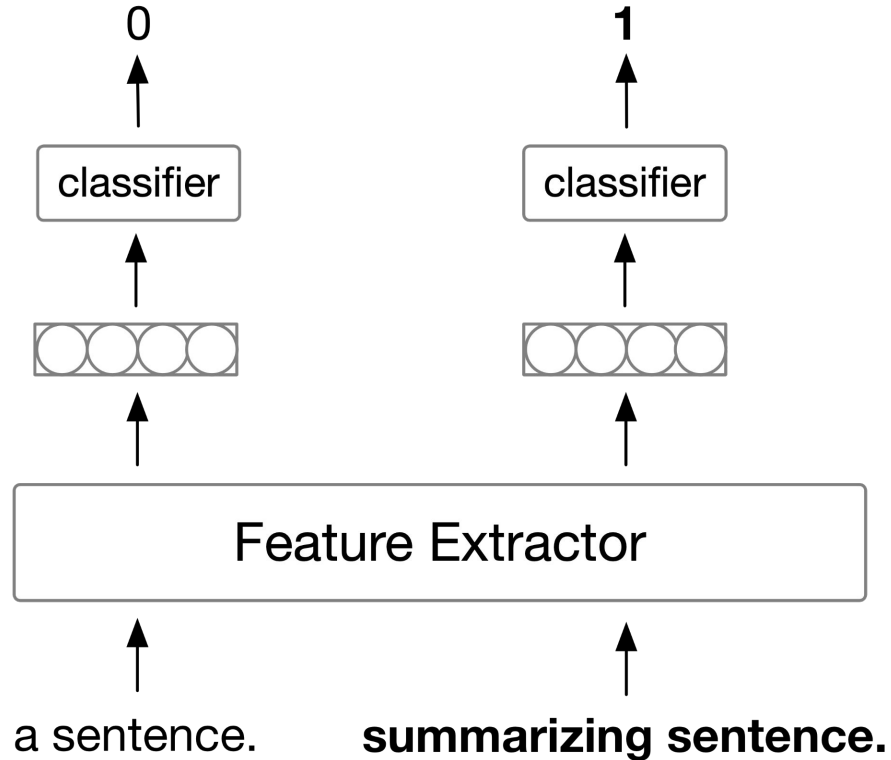 0 1
classifier classifier
Feature Extractor
a sentence. summarizing sentence.